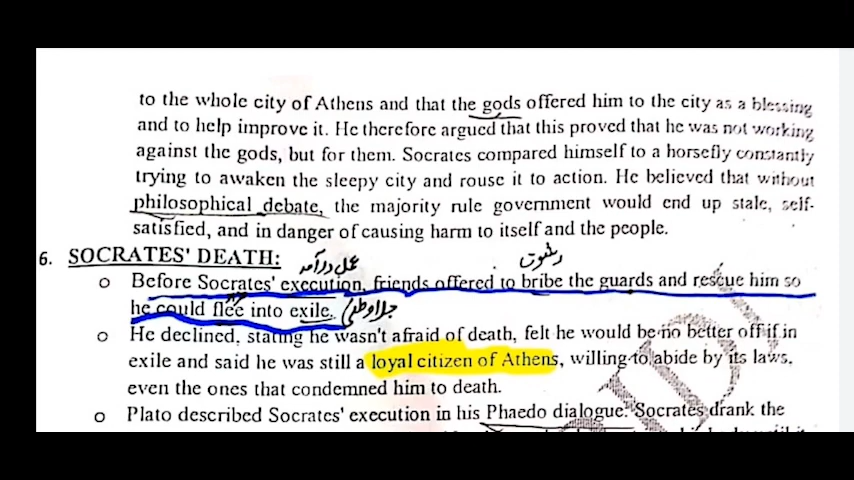 to the whole city of Athens and that the gods offered him to the city as a blessing
and to help improve it. He therefore argued that this proved that he was not working
against the gods, but for them. Socrates compared himself to a horsefly constantly
trying to awaken the sleepy city and rouse it to action. He believed that without
philosophical debate, the majority rule government would end up stale, self-
satisfied, and in danger of causing harm to itself and the people.
6. SOCRATES' DEATH:
عمل درآمد رشوت
o Before Socrates' execution, friends offered to bribe the guards and rescue him so
he could flee into exile. جلاوطنی
o He declined, stating he wasn't afraid of death, felt he would be no better off if in
exile and said he was still a loyal citizen of Athens, willing to abide by its laws,
even the ones that condemned him to death.
o Plato described Socrates' execution in his Phaedo dialogue: Socrates drank the